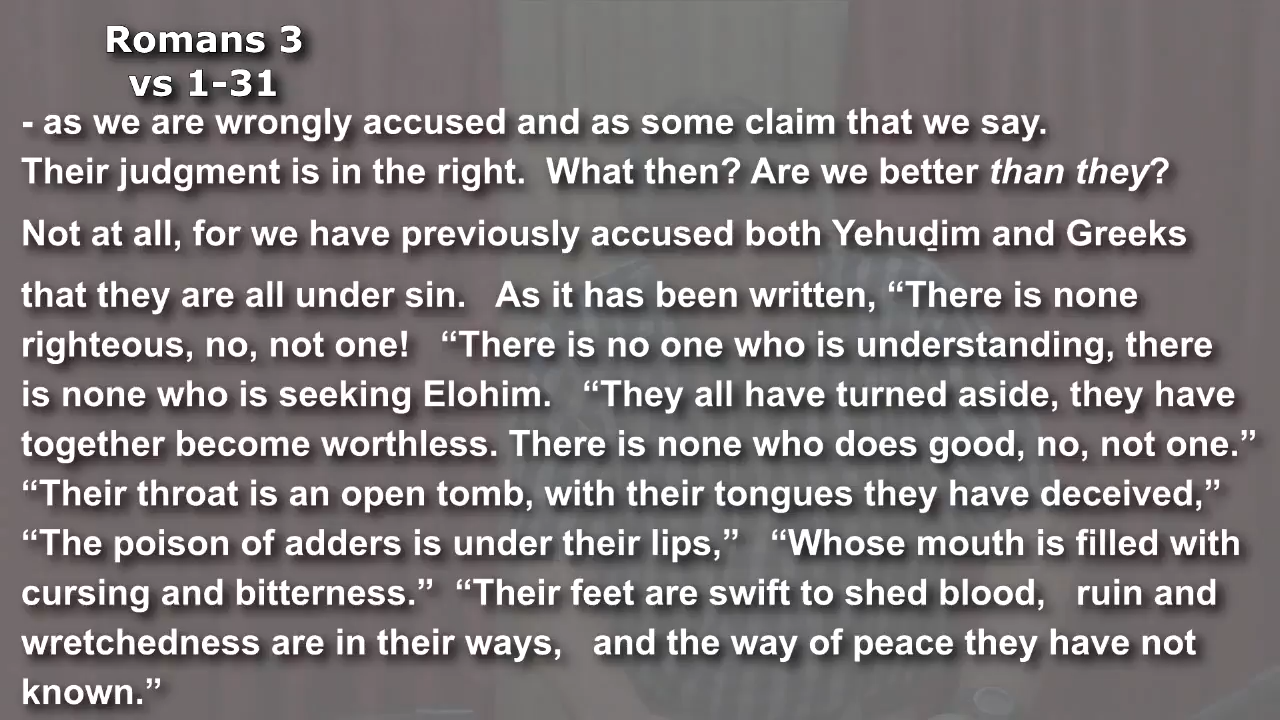 Romans 3
vs 1-31
- as we are wrongly accused and as some claim that we say.
Their judgment is in the right.  What then? Are we better than they?
Not at all, for we have previously accused both Yehuḏim and Greeks
that they are all under sin.   As it has been written, “There is none
righteous, no, not one!   “There is no one who is understanding, there
is none who is seeking Elohim.   “They all have turned aside, they have
together become worthless. There is none who does good, no, not one.”
“Their throat is an open tomb, with their tongues they have deceived,”
“The poison of adders is under their lips,”   “Whose mouth is filled with
cursing and bitterness.”  “Their feet are swift to shed blood,   ruin and
wretchedness are in their ways,   and the way of peace they have not
known.”